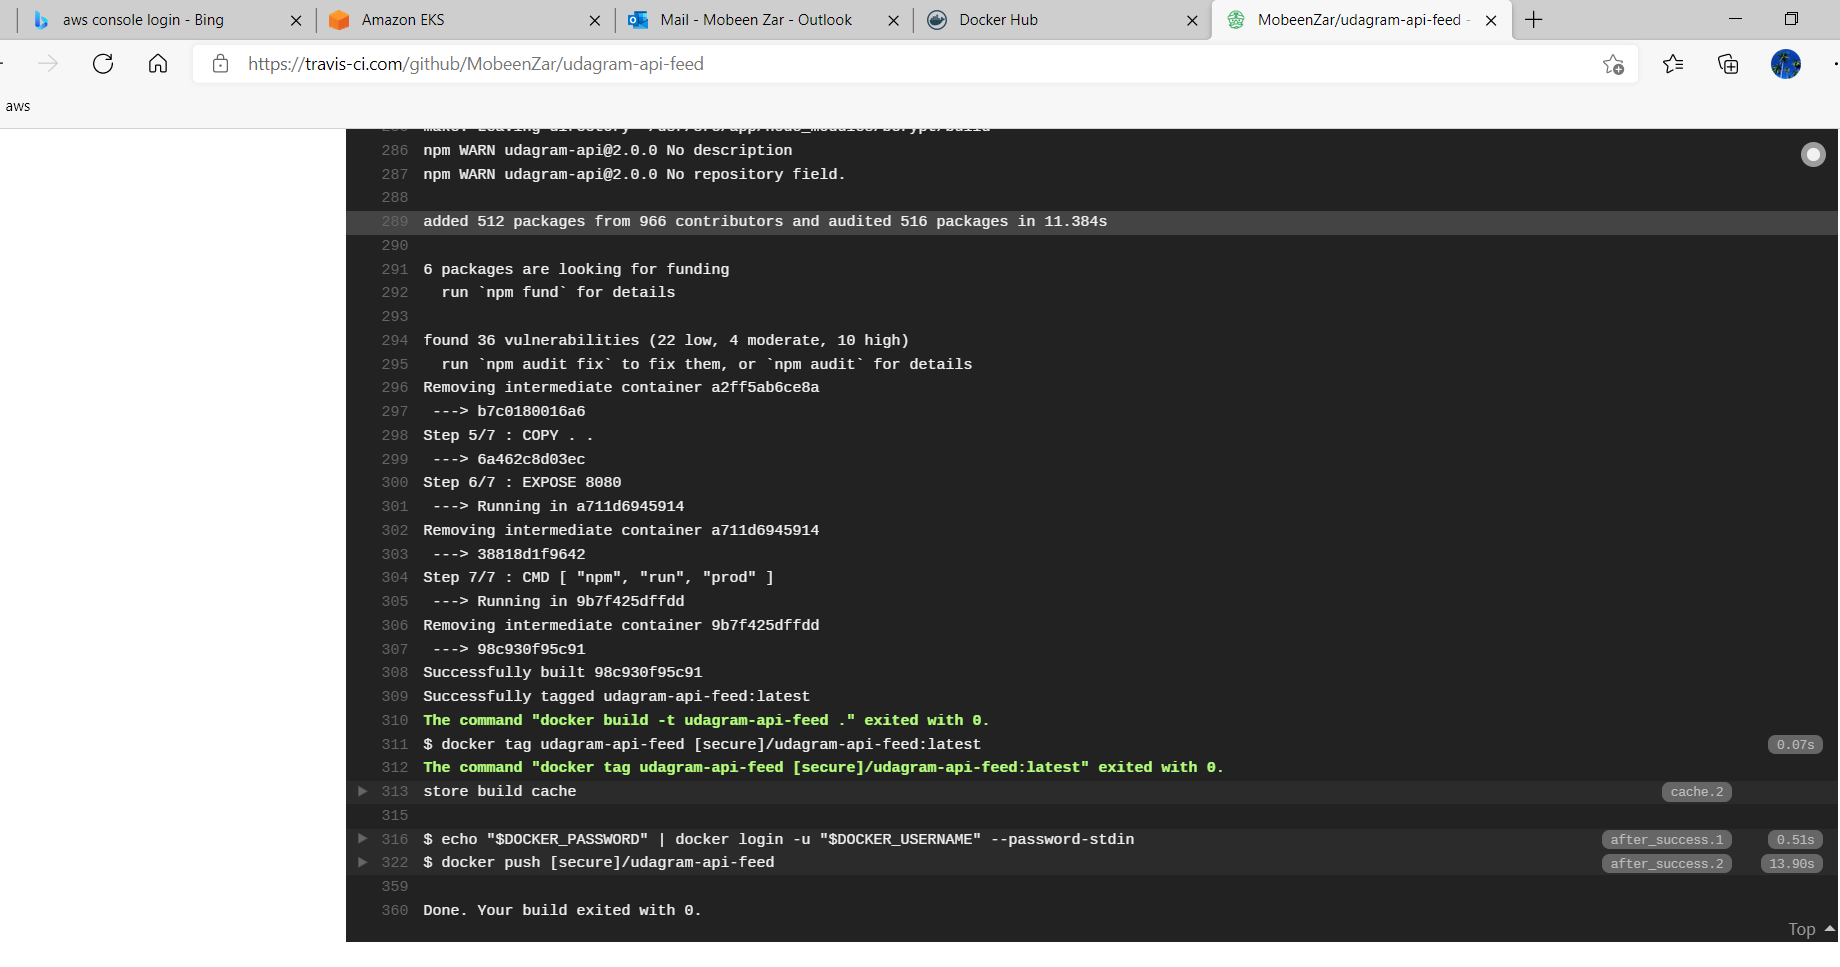 aws console login - Bing
Amazon EKS
Mail - Mobeen Zar - Outlook
Docker Hub
MobeenZar/udagram-api-feed -
https://travis-ci.com/github/MobeenZar/udagram-api-feed
aws
286 npm WARN udagram-api@2.0.0 No description
287 npm WARN udagram-api@2.0.0 No repository field.
288
289 added 512 packages from 966 contributors and audited 516 packages in 11.384s
290
291 6 packages are looking for funding
292 run `npm fund` for details
293
294 found 36 vulnerabilities (22 low, 4 moderate, 10 high)
295 run `npm audit fix` to fix them, or `npm audit` for details
296 Removing intermediate container a2ff5ab6ce8a
297 ---> b7c0180016a6
298 Step 5/7 : COPY . .
299 ---> 6a462c8d03ec
300 Step 6/7 : EXPOSE 8080
301 ---> Running in a711d6945914
302 Removing intermediate container a711d6945914
303 ---> 38818d1f9642
304 Step 7/7 : CMD [ "npm", "run", "prod" ]
305 ---> Running in 9b7f425dffdd
306 Removing intermediate container 9b7f425dffdd
307 ---> 98c930f95c91
308 Successfully built 98c930f95c91
309 Successfully tagged udagram-api-feed:latest
310 The command "docker build -t udagram-api-feed ." exited with 0.
311 $ docker tag udagram-api-feed [secure]/udagram-api-feed:latest 0.07s
312 The command "docker tag udagram-api-feed [secure]/udagram-api-feed:latest" exited with 0.
313 store build cache cache.2
315
316 $ echo "$DOCKER_PASSWORD" | docker login -u "$DOCKER_USERNAME" --password-stdin after_success.1 0.51s
322 $ docker push [secure]/udagram-api-feed after_success.2 13.90s
359
360 Done. Your build exited with 0.
Top